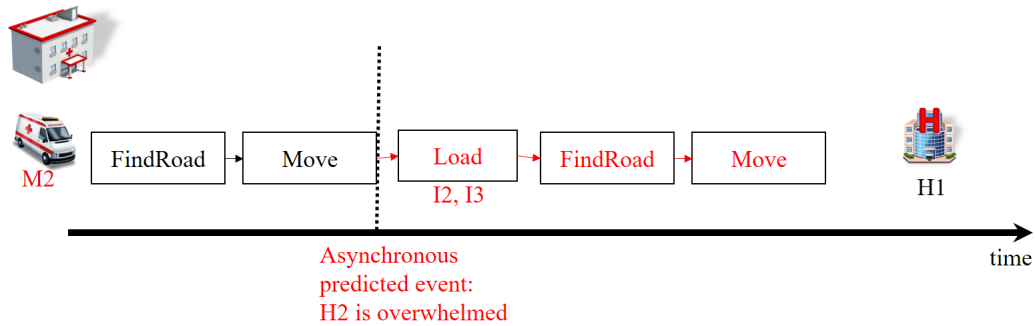 FindRoad
Move
Load
FindRoad
Move
M2
I2, I3
H
H1
time
Asynchronous
predicted event:
H2 is overwhelmed